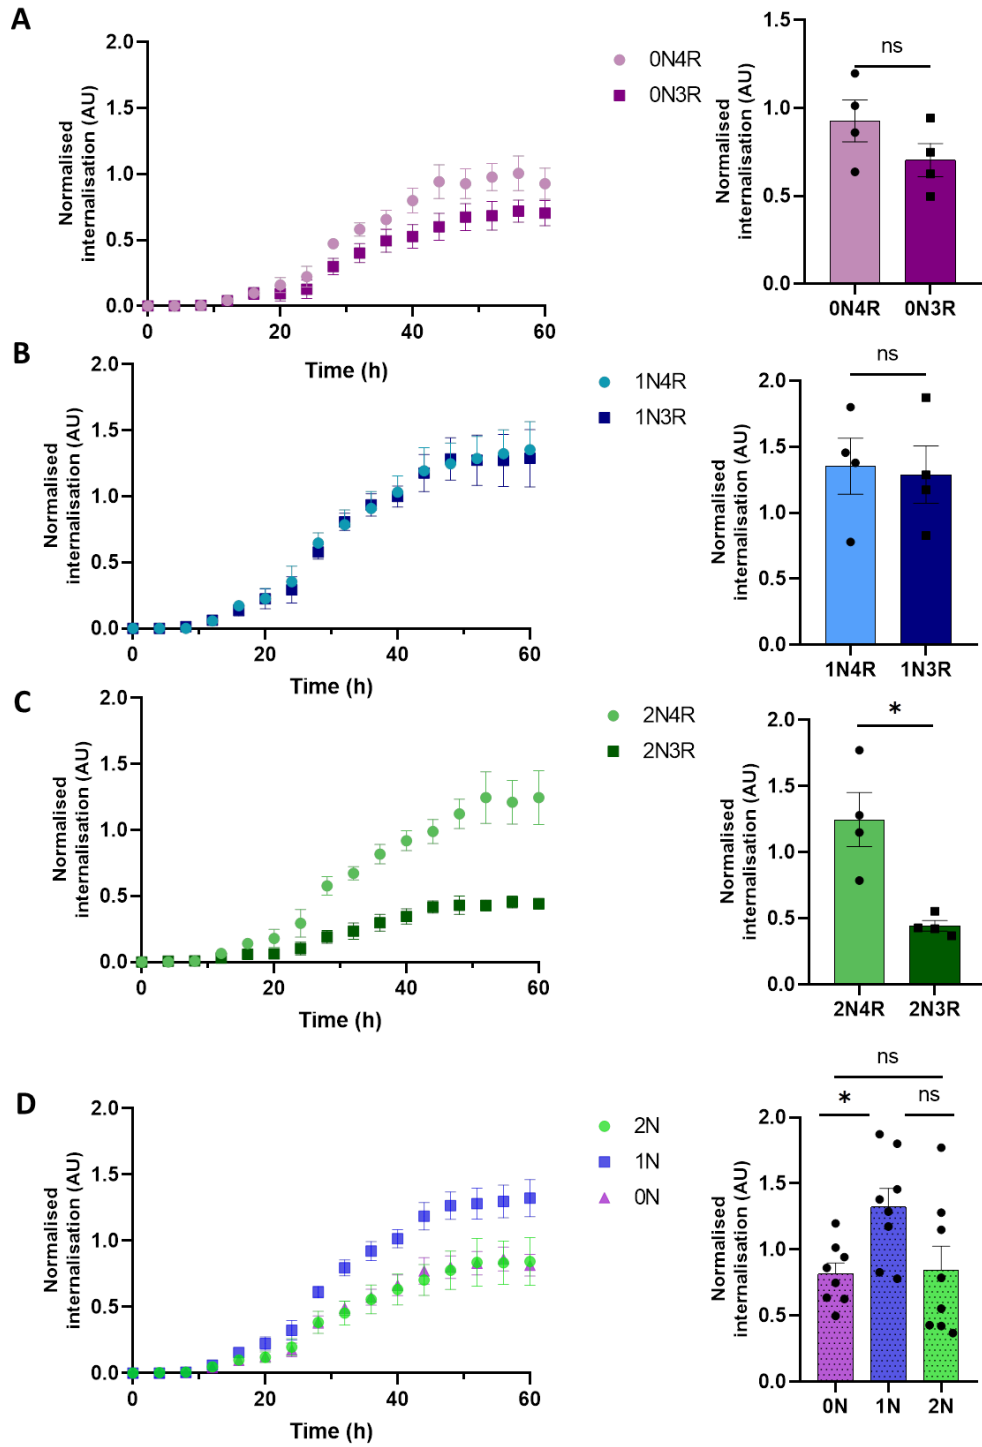 A
Normalised
internalisation (AU)
2.0
1.5
1.0
0.5
0.0
0
20
40
60
Time (h)
0N4R
0N3R
Normalised
internalisation (AU)
1.5
1.0
0.5
0.0
ns
0N4R
0N3R
B
Normalised
internalisation (AU)
2.0
1.5
1.0
0.5
0.0
0
20
40
60
Time (h)
1N4R
1N3R
Normalised
internalisation (AU)
2.0
1.5
1.0
0.5
0.0
ns
1N4R
1N3R
C
Normalised
internalisation (AU)
2.0
1.5
1.0
0.5
0.0
0
20
40
60
Time (h)
2N4R
2N3R
Normalised
internalisation (AU)
2.0
1.5
1.0
0.5
0.0
*
2N4R
2N3R
D
Normalised
internalisation (AU)
2.0
1.5
1.0
0.5
0.0
0
20
40
60
Time (h)
2N
1N
0N
Normalised
internalisation (AU)
2.0
1.5
1.0
0.5
0.0
ns
*
ns
0N
1N
2N